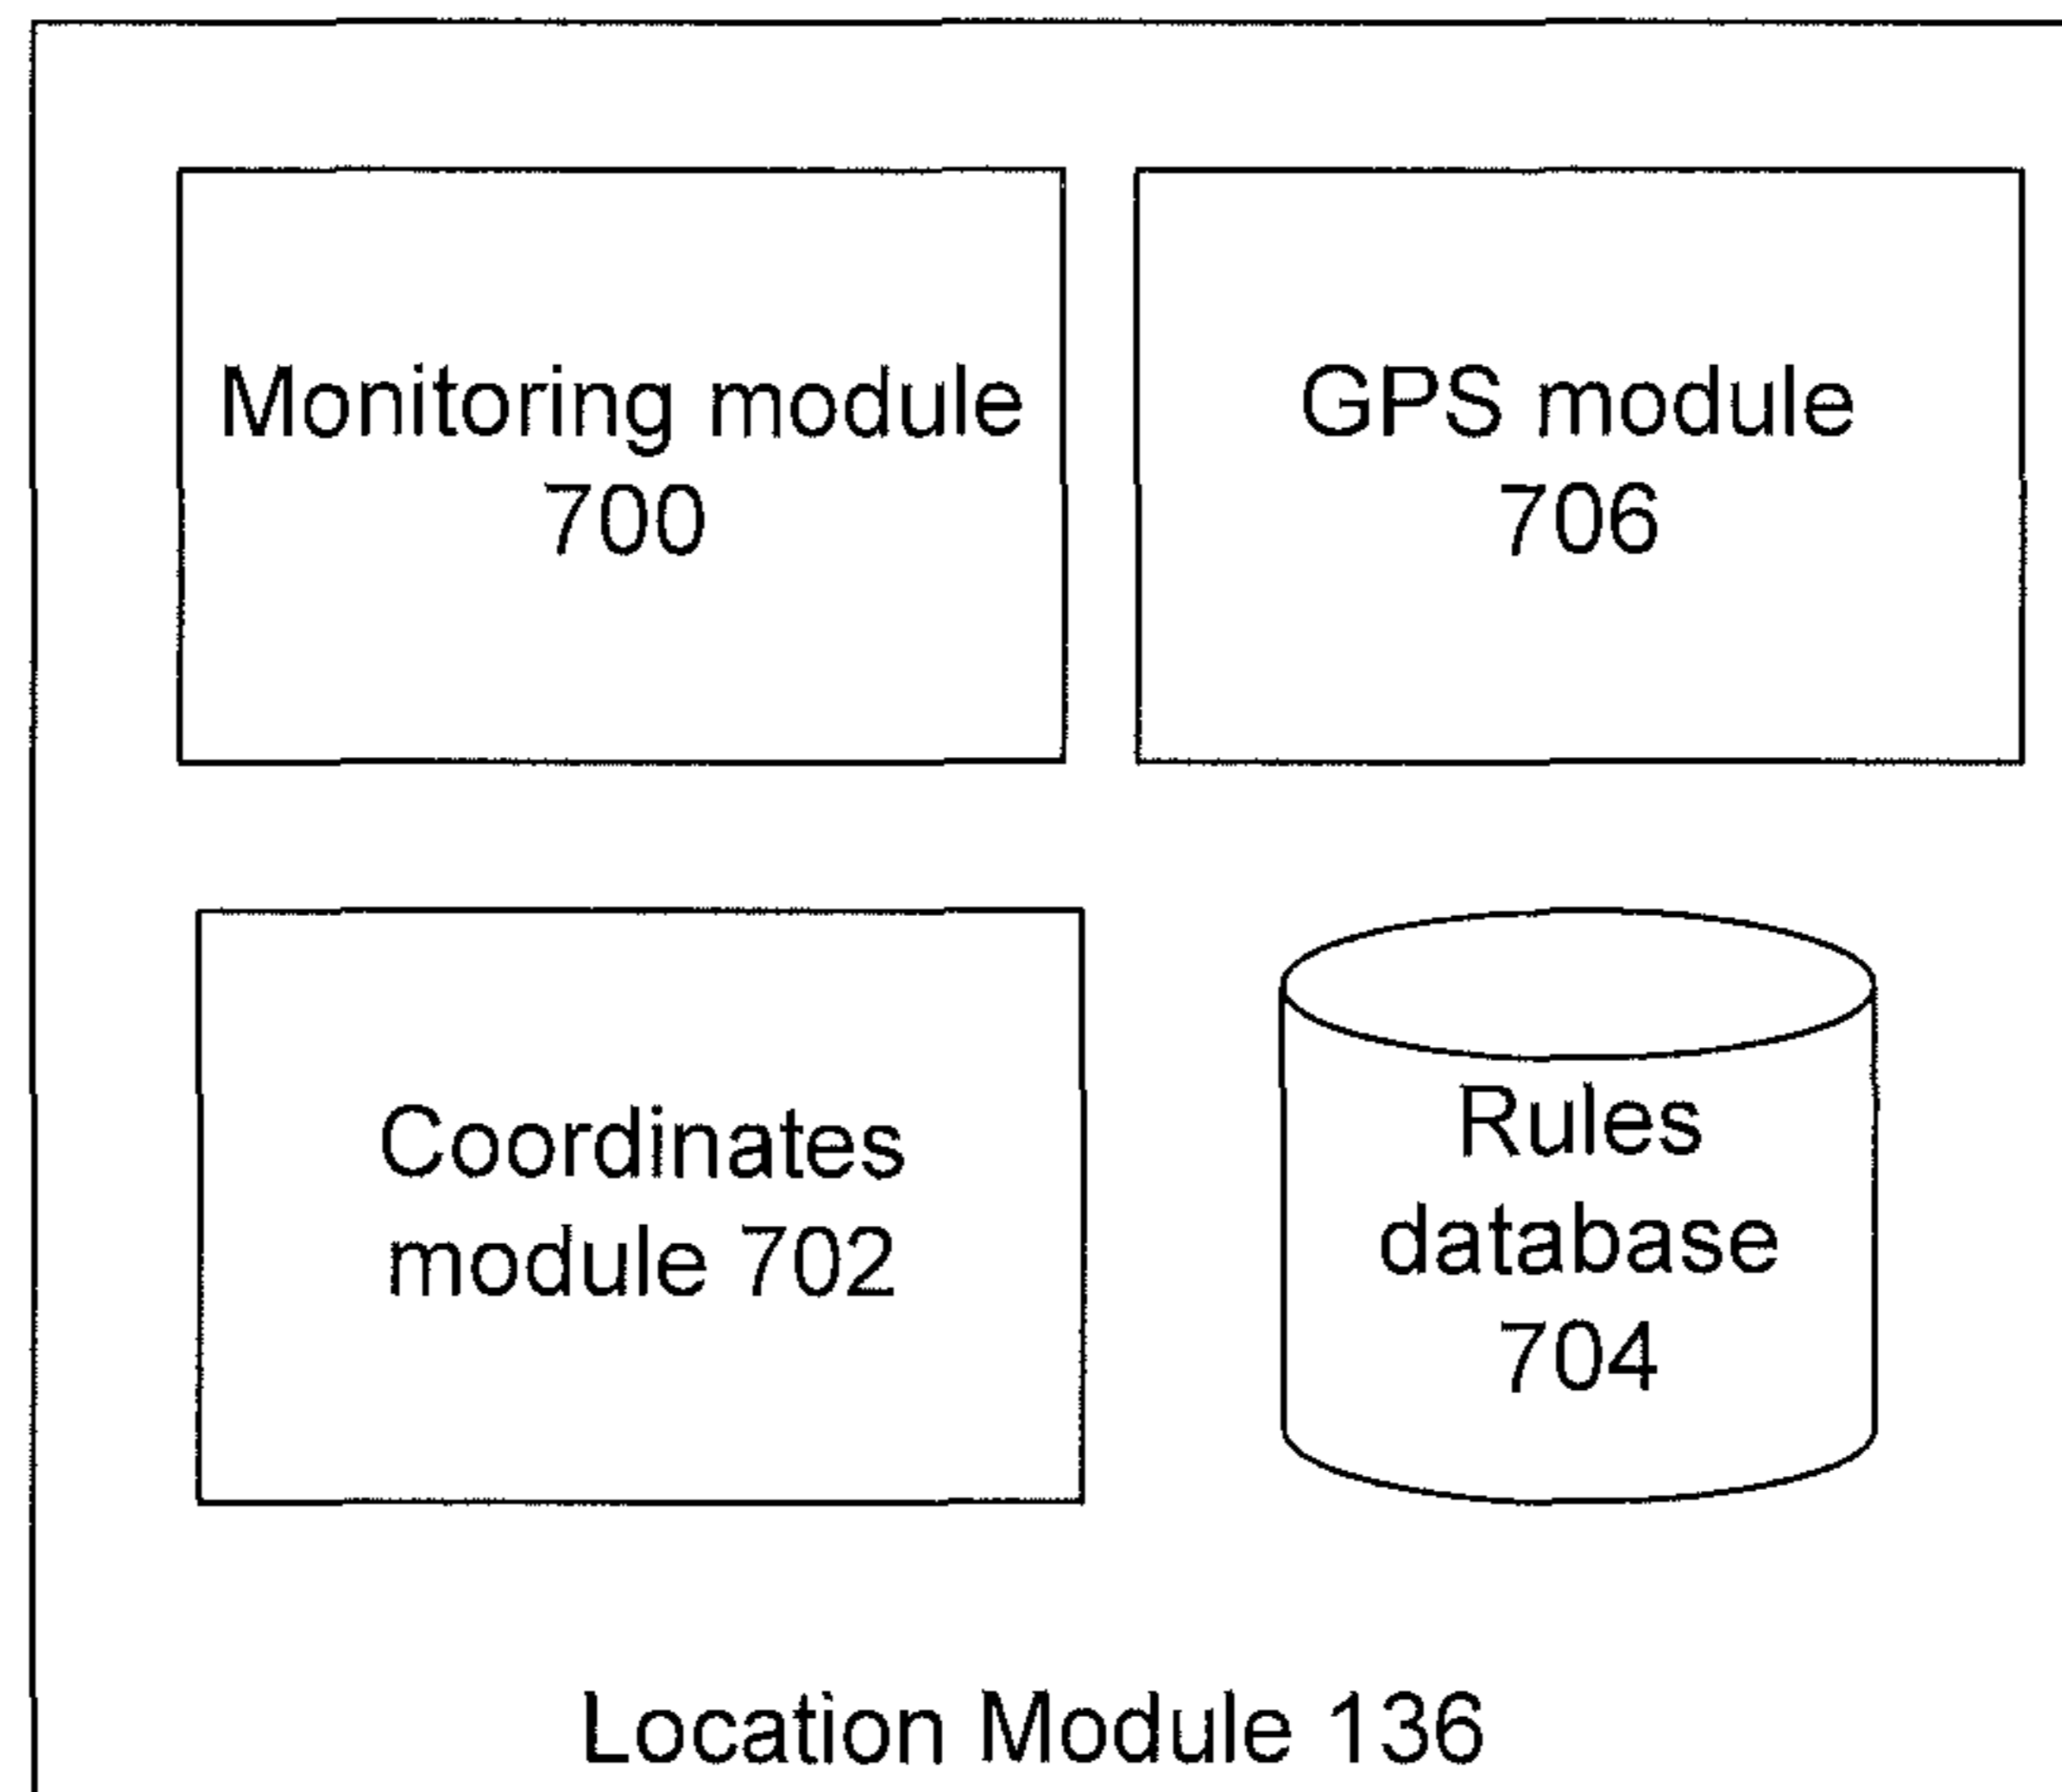 Monitoring module
700
GPS module
706
Coordinates
module 702
Rules
database
704
Location Module 136